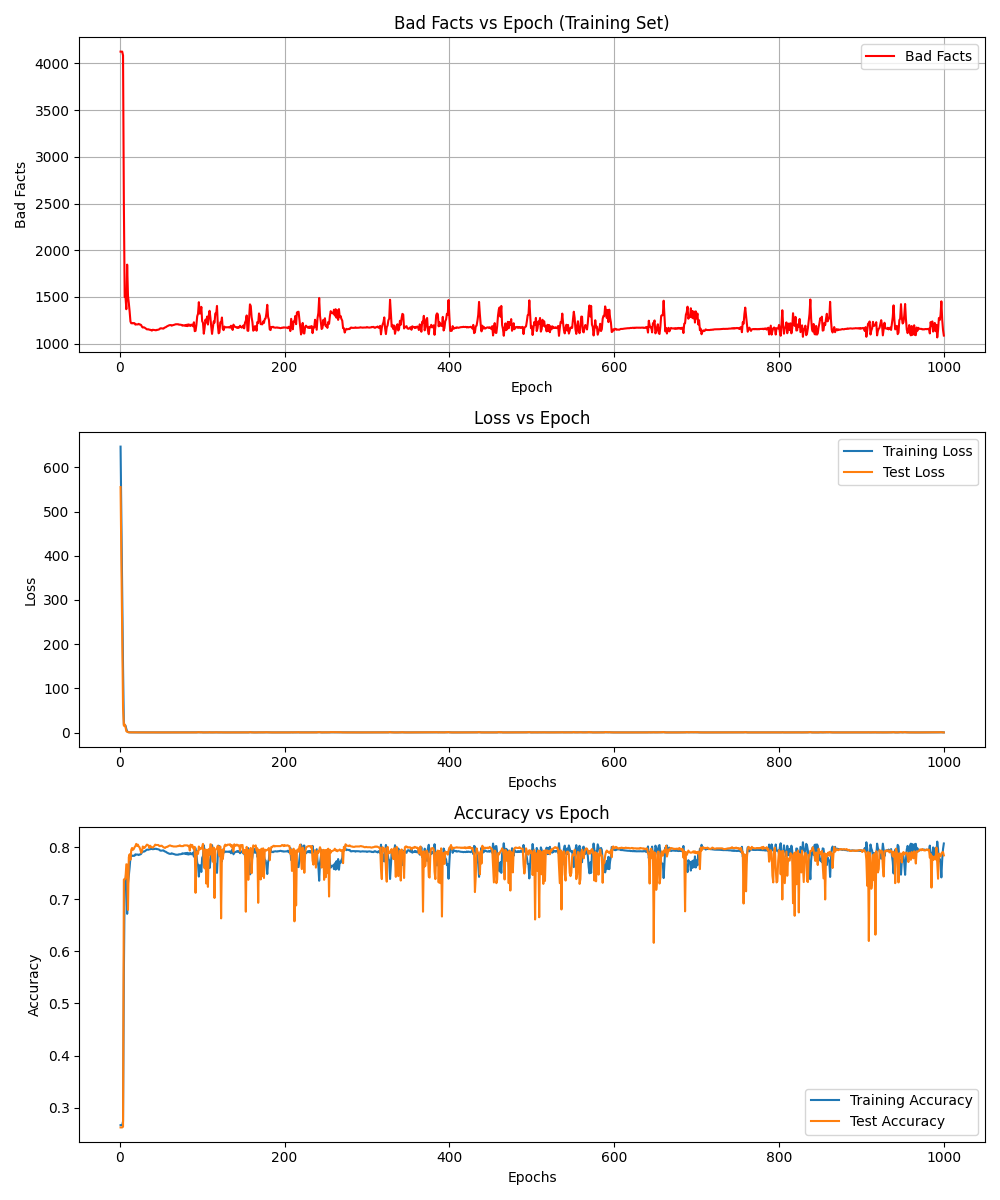 Bad Facts vs Epoch (Training Set)
Bad Facts
4000
3500
3000
2500
2000
1500
1000
Bad Facts
0 200 400 600 800 1000
Epoch
Loss vs Epoch
Training Loss
Test Loss
600
500
400
300
200
100
0
Loss
0 200 400 600 800 1000
Epochs
Accuracy vs Epoch
0.8
0.7
0.6
0.5
0.4
0.3
Accuracy
Training Accuracy
Test Accuracy
0 200 400 600 800 1000
Epochs